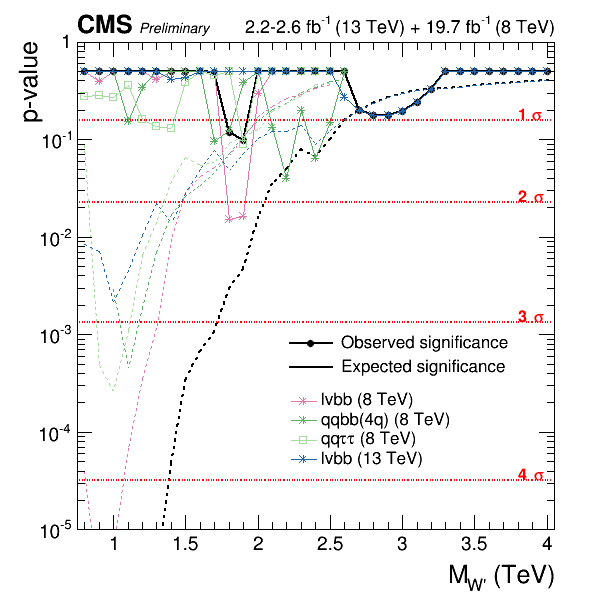 CMS Preliminary 2.2-2.6 fb⁻¹ (13 TeV) + 19.7 fb⁻¹ (8 TeV)
p-value
1
10⁻¹
10⁻²
10⁻³
10⁻⁴
10⁻⁵
1 σ
2 σ
3 σ
4 σ
Observed significance
Expected significance
lvbb (8 TeV)
qqbb(4q) (8 TeV)
qqττ (8 TeV)
lvbb (13 TeV)
1 1.5 2 2.5 3 3.5 4
M_W' (TeV)